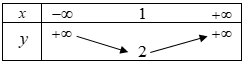 x −∞ 1 +∞
y +∞ +∞
2